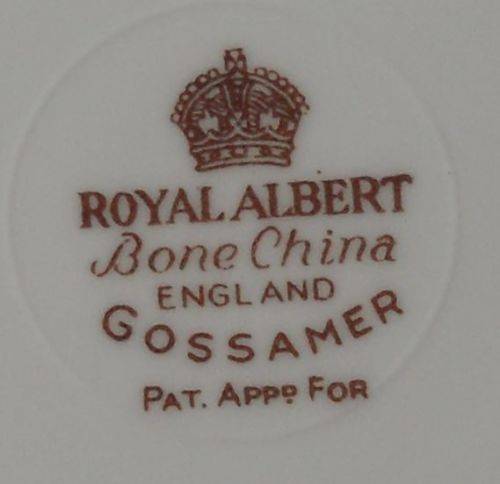 ROYAL ALBERT
Bone China
ENGLAND
GOSSAMER
PAT. APPD FOR